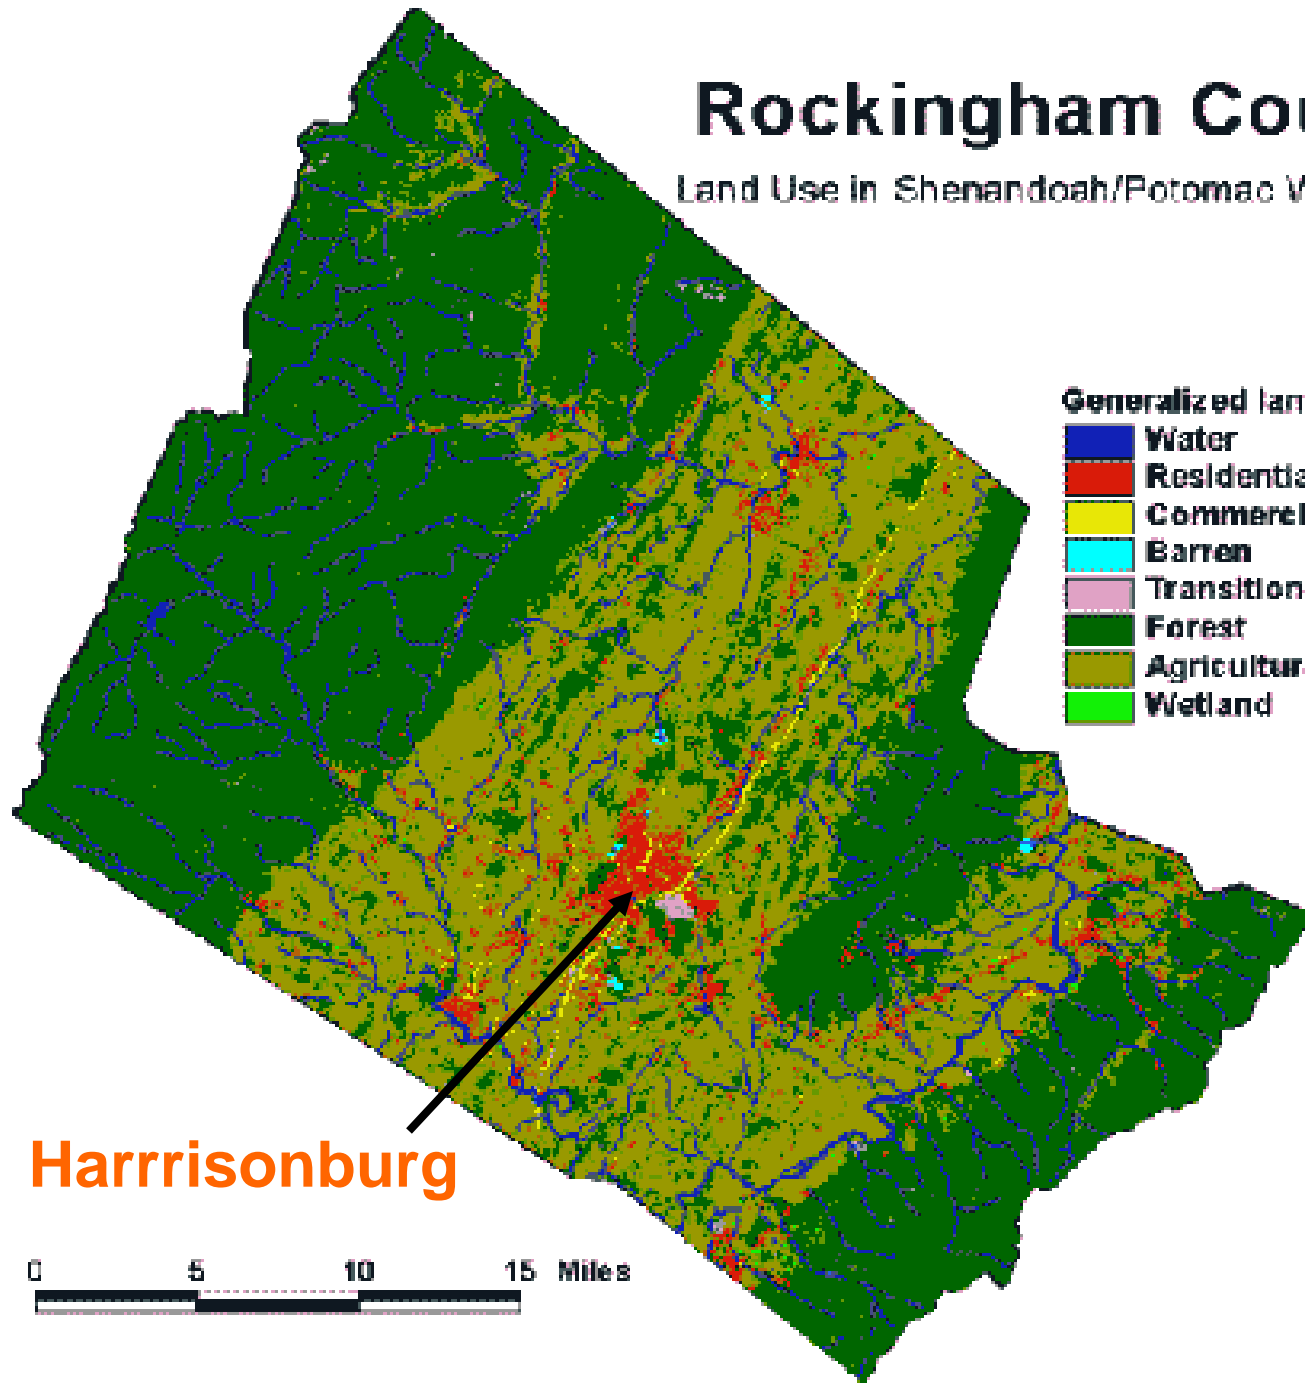 Rockingham Cou
Land Use in Shenandoah/Potomac W
Generalized lan
Water
Residentia
Commerci
Barren
Transition
Forest
Agricultur
Wetland
Harrrisonburg
0 5 10 15 Miles